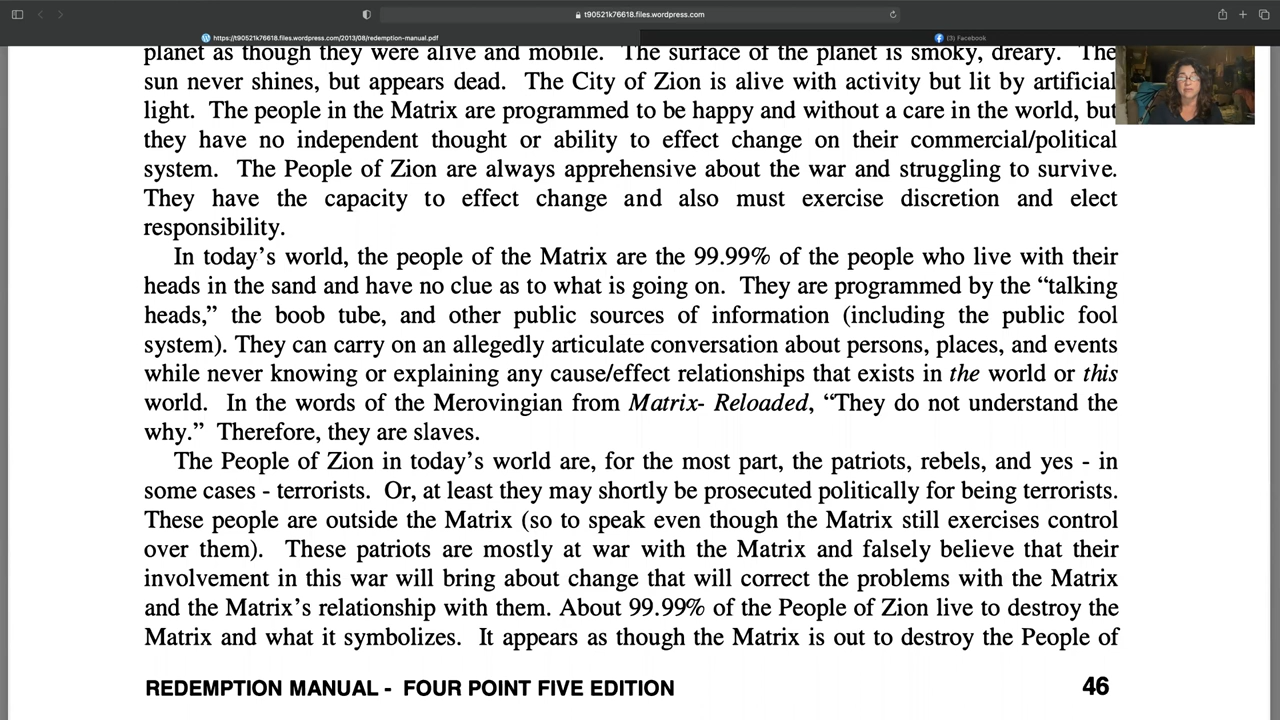 t90521k76618.files.wordpress.com
https://t90521k76618.files.wordpress.com/2013/08/redemption-manual.pdf
(3) Facebook
planet as though they were alive and mobile. The surface of the planet is smoky, dreary. The
sun never shines, but appears dead. The City of Zion is alive with activity but lit by artificial
light. The people in the Matrix are programmed to be happy and without a care in the world, but
they have no independent thought or ability to effect change on their commercial/political
system. The People of Zion are always apprehensive about the war and struggling to survive.
They have the capacity to effect change and also must exercise discretion and elect
responsibility.
In today's world, the people of the Matrix are the 99.99% of the people who live with their
heads in the sand and have no clue as to what is going on. They are programmed by the “talking
heads,” the boob tube, and other public sources of information (including the public fool
system). They can carry on an allegedly articulate conversation about persons, places, and events
while never knowing or explaining any cause/effect relationships that exists in the world or this
world. In the words of the Merovingian from Matrix- Reloaded, “They do not understand the
why.” Therefore, they are slaves.
The People of Zion in today's world are, for the most part, the patriots, rebels, and yes - in
some cases - terrorists. Or, at least they may shortly be prosecuted politically for being terrorists.
These people are outside the Matrix (so to speak even though the Matrix still exercises control
over them). These patriots are mostly at war with the Matrix and falsely believe that their
involvement in this war will bring about change that will correct the problems with the Matrix
and the Matrix's relationship with them. About 99.99% of the People of Zion live to destroy the
Matrix and what it symbolizes. It appears as though the Matrix is out to destroy the People of
REDEMPTION MANUAL - FOUR POINT FIVE EDITION 46